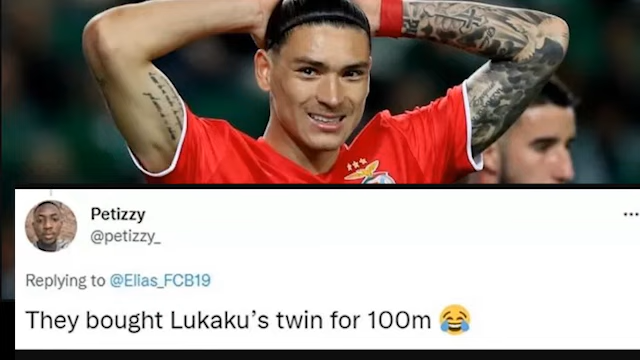 Petizzy
@petizzy_
Replying to @Elias_FCB19
They bought Lukaku’s twin for 100m 😂